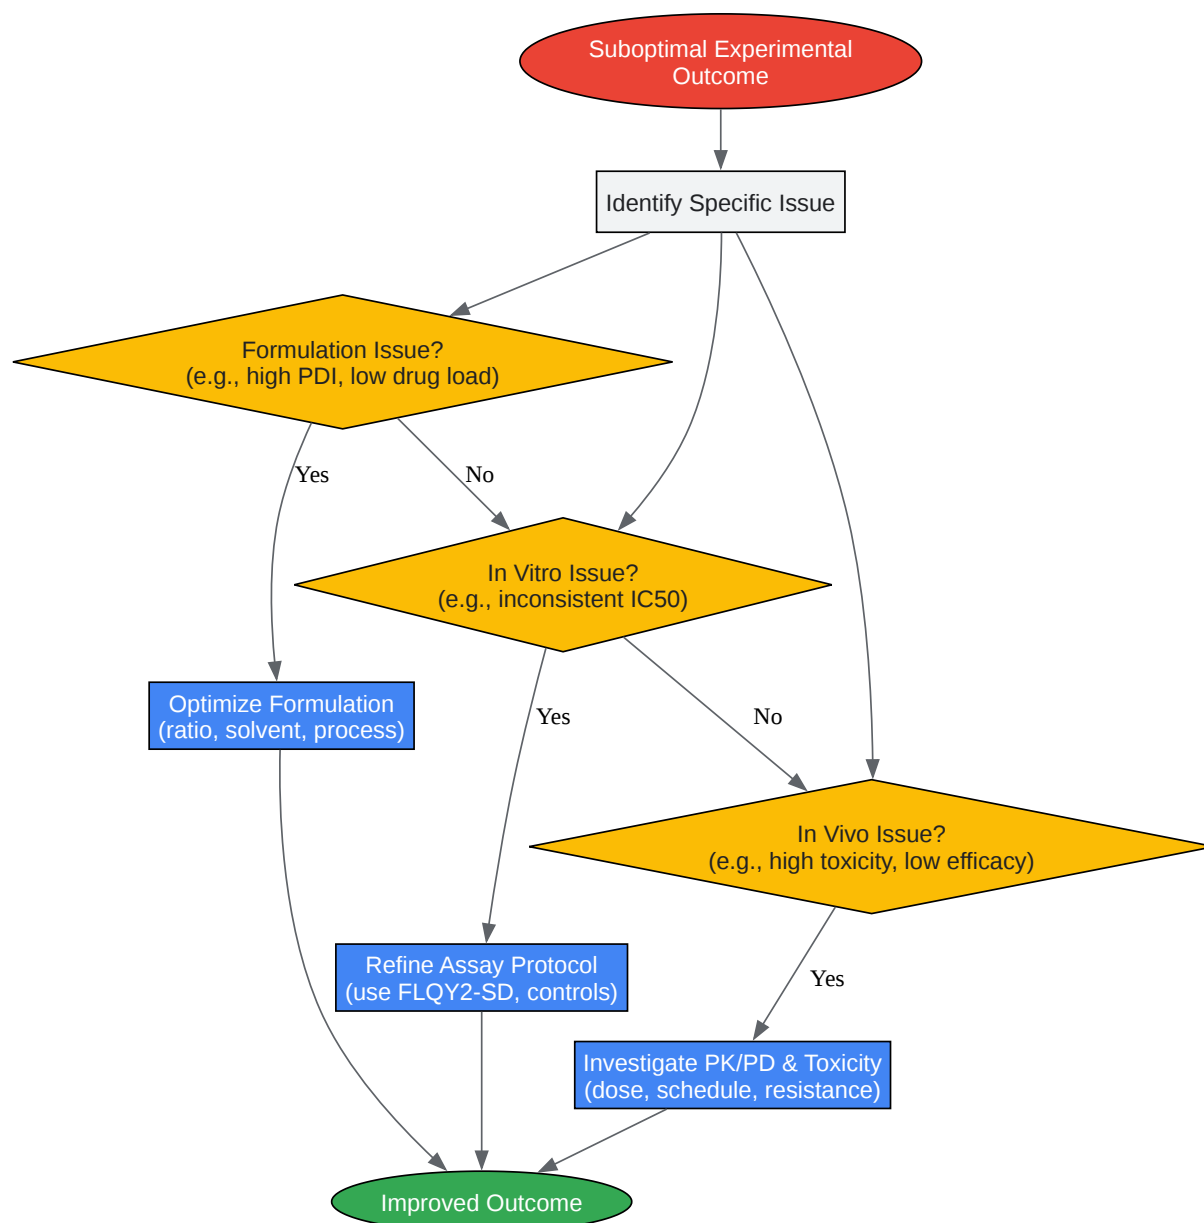 Suboptimal Experimental
Outcome
Identify Specific Issue
Formulation Issue?
(e.g., high PDI, low drug load)
Yes
No
In Vitro Issue?
(e.g., inconsistent IC50)
Optimize Formulation
(ratio, solvent, process)
Yes
No
In Vivo Issue?
(e.g., high toxicity, low efficacy)
Refine Assay Protocol
(use FLQY2-SD, controls)
Yes
Investigate PK/PD & Toxicity
(dose, schedule, resistance)
Improved Outcome